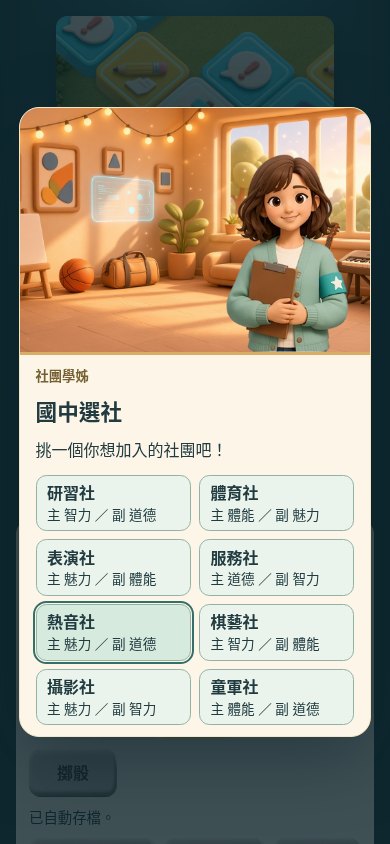 社團學姊
國中選社
挑一個你想加入的社團吧！
研習社
主 智力 ／ 副 道德
體育社
主 體能 ／ 副 魅力
表演社
主 魅力 ／ 副 體能
服務社
主 道德 ／ 副 智力
熱音社
主 魅力 ／ 副 道德
棋藝社
主 智力 ／ 副 體能
攝影社
主 魅力 ／ 副 智力
童軍社
主 體能 ／ 副 道德
擲骰
已自動存檔。